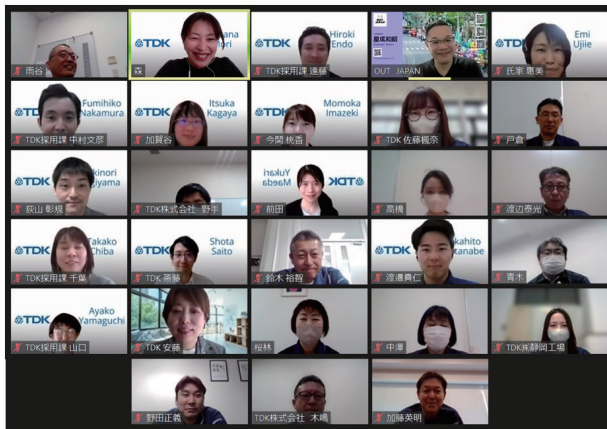 雨谷
TDK
森
TDK
Hiroki
Endo
TDK採用課 遠藤
OUT JAPAN
TDK
Emi
Ujiie
氏家 恵美
TDK
Fumihiko
Nakamura
TDK採用課 中村文彦
TDK
Itsuka
Kagaya
加賀谷
TDK
Momoka
Imazeki
今関 桃香
TDK 佐藤楓奈
戸倉
TDK
荻山 彰規
TDK株式会社 野手
Yukari
Maeda
TDK
前田
高橋
渡辺泰光
Takako
Chiba
TDK採用課 千葉
TDK
Shota
Saito
TDK 斎藤
鈴木 裕智
TDK
渡邊貴仁
青木
TDK
Ayako
Yamaguchi
TDK採用課 山口
TDK 安藤
桜林
中澤
TDK㈱静岡工場
野田正義
TDK株式会社 木嶋
加藤英明